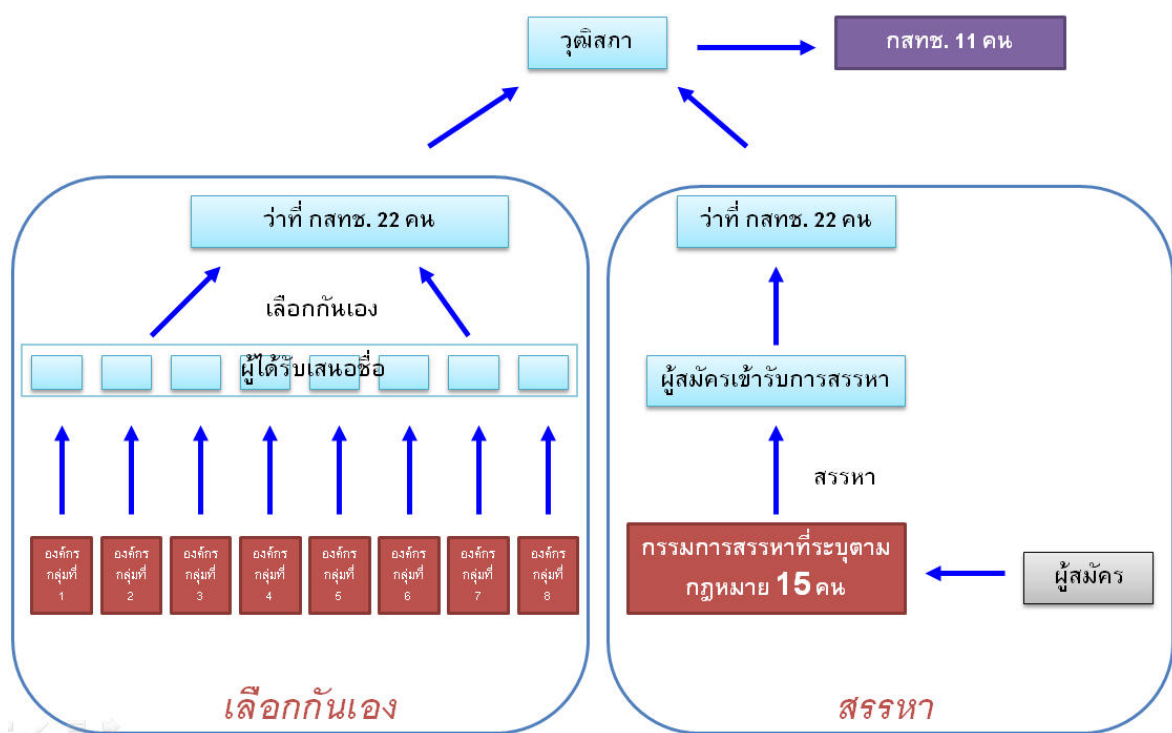 วุฒิสภา
กสทช. 11 คน
ว่าที่ กสทช. 22 คน
เลือกกันเอง
ผู้ได้รับเสนอชื่อ
องค์กร
กลุ่มที่
1
องค์กร
กลุ่มที่
2
องค์กร
กลุ่มที่
3
องค์กร
กลุ่มที่
4
องค์กร
กลุ่มที่
5
องค์กร
กลุ่มที่
6
องค์กร
กลุ่มที่
7
องค์กร
กลุ่มที่
8
เลือกกันเอง
ว่าที่ กสทช. 22 คน
ผู้สมัครเข้ารับการสรรหา
สรรหา
กรรมการสรรหาที่ระบุตาม
กฎหมาย 15 คน
ผู้สมัคร
สรรหา